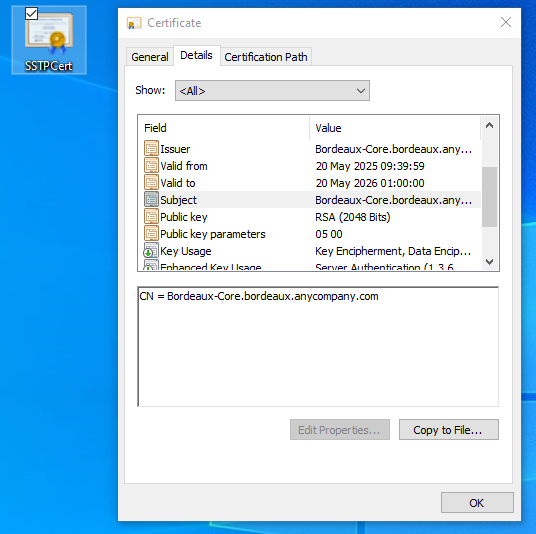 SSTPCert
Certificate
General Details Certification Path
Show: <All>
Field Value
Issuer Bordeaux-Core.bordeaux.any...
Valid from 20 May 2025 09:39:59
Valid to 20 May 2026 01:00:00
Subject Bordeaux-Core.bordeaux.any...
Public key RSA (2048 Bits)
Public key parameters 05 00
Key Usage Key Encipherment, Data Encip...
Enhanced Key Usage Server Authentication (1.3.6
CN = Bordeaux-Core.bordeaux.anycompany.com
Edit Properties... Copy to File...
OK